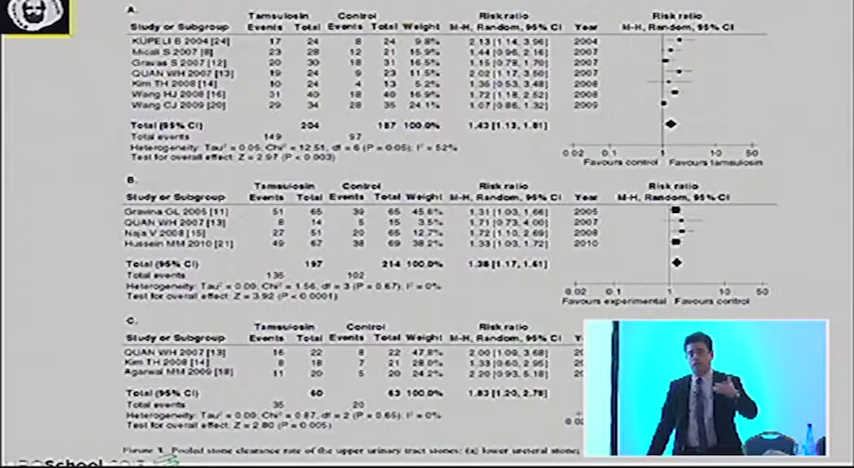 A.
Tamsulosin Control Risk ratio Risk ratio
Study or Subgroup Events Total Events Total Weight M-H, Random, 95% CI Year M-H, Random, 95% CI
KÜPELI B 2004 [24] 17 24 8 24 9.8% 2.13 [1.14, 3.96] 2004
Micali S 2007 [8] 23 28 12 21 15.9% 1.44 [0.96, 2.16] 2007
Gravas S 2007 [12] 20 30 18 31 16.5% 1.15 [0.78, 1.70] 2007
QUAN WH 2007 [13] 19 24 9 23 11.6% 2.02 [1.17, 3.50] 2007
Kim TH 2008 [14] 10 24 4 13 5.2% 1.35 [0.53, 3.48] 2008
Wang HJ 2008 [16] 31 40 18 40 16.9% 1.72 [1.18, 2.52] 2008
Wang CJ 2009 [20] 29 34 28 35 24.1% 1.07 [0.86, 1.32] 2009
Total (95% CI) 204 187 100.0% 1.43 [1.13, 1.81]
Total events 149 97
Heterogeneity: Tau² = 0.05, Chi² = 12.51, df = 6 (P = 0.05); I² = 52%
Test for overall effect: Z = 2.97 (P < 0.003)
0.02 0.1 1 10 50
Favours control Favours tamsulosin
B.
Tamsulosin Control Risk ratio Risk ratio
Study or Subgroup Events Total Events Total Weight M-H, Random, 95% CI Year M-H, Random, 95% CI
Gravina GL 2005 [11] 51 65 39 65 45.6% 1.31 [1.03, 1.66] 2005
QUAN WH 2007 [13] 8 14 5 15 3.5% 1.71 [0.73, 4.00] 2007
Naja V 2008 [15] 27 51 20 65 12.7% 1.72 [1.10, 2.69] 2008
Hussein MM 2010 [21] 49 67 38 69 38.2% 1.33 [1.03, 1.72] 2010
Total (95% CI) 197 214 100.0% 1.38 [1.17, 1.61]
Total events 135 102
Heterogeneity: Tau² = 0.00, Chi² = 1.56, df = 3 (P = 0.67); I² = 0%
Test for overall effect: Z = 3.92 (P < 0.0001)
0.02 0.1 1 10 50
Favours experimental Favours control
C.
Tamsulosin Control Risk ratio
Study or Subgroup Events Total Events Total Weight M-H, Random, 95% CI
QUAN WH 2007 [13] 16 22 8 22 47.8% 2.00 [1.09, 3.68]
Kim TH 2008 [14] 8 18 7 21 28.0% 1.33 [0.60, 2.95]
Agarwal MM 2009 [18] 11 20 5 20 24.2% 2.20 [0.93, 5.18]
Total (95% CI) 60 63 100.0% 1.83 [1.20, 2.78]
Total events 35 20
Heterogeneity: Tau² = 0.00, Chi² = 0.87, df = 2 (P = 0.65); I² = 0%
Test for overall effect: Z = 2.80 (P = 0.005)
Figure 3. Pooled stone clearance rate of the upper urinary tract stones: (a) lower ureteral stone;
School